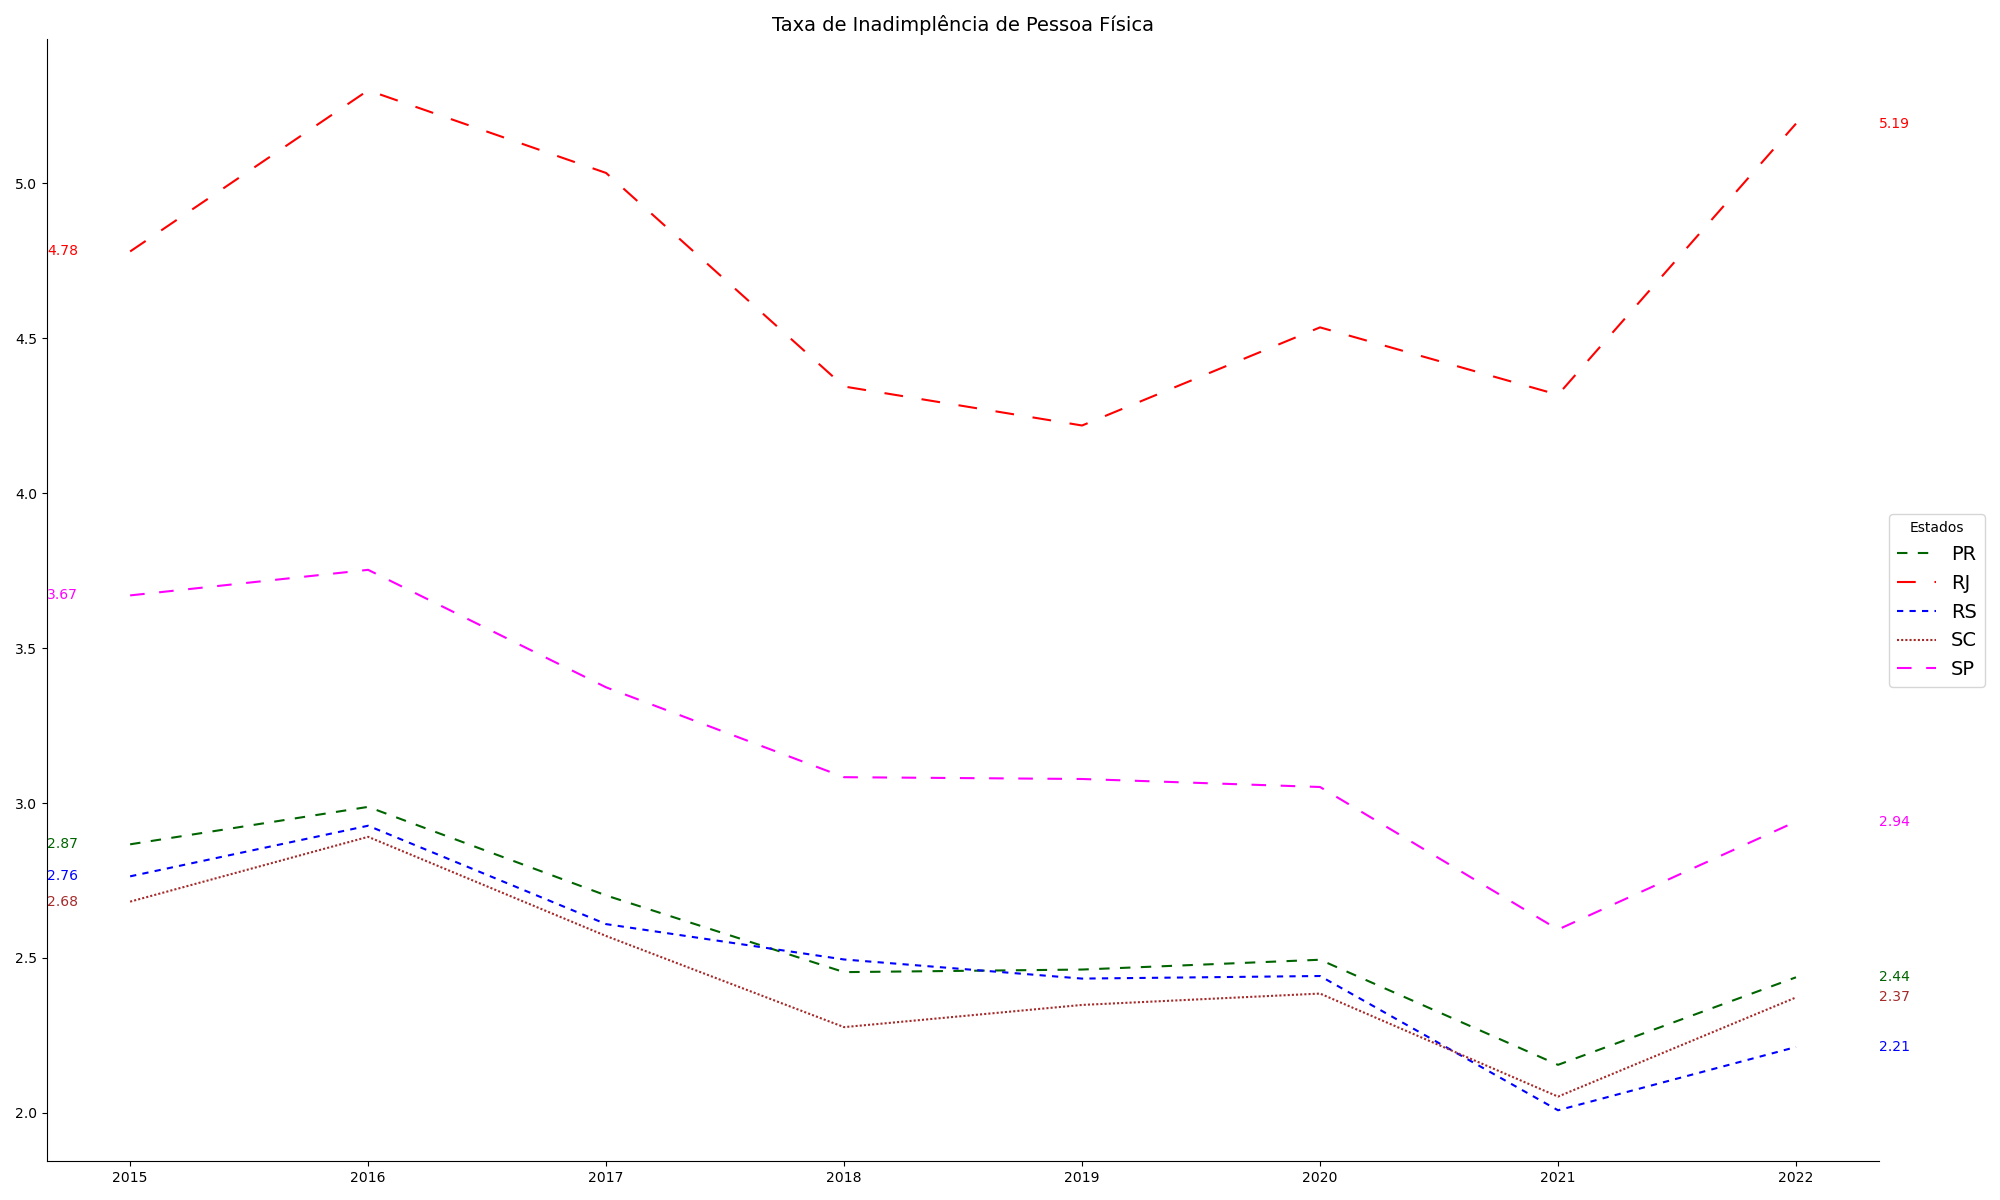 Taxa de Inadimplência de Pessoa Física
5.0
4.5
4.0
3.5
3.0
2.5
2.0
4.78
3.67
2.87
2.76
2.68
5.19
2.94
2.44
2.37
2.21
Estados
PR
RJ
RS
SC
SP
2015 2016 2017 2018 2019 2020 2021 2022